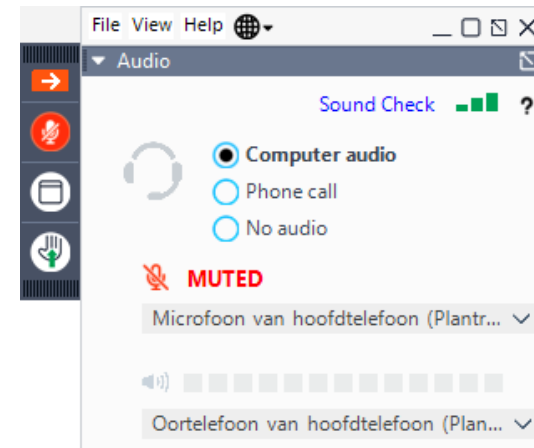 File View Help
Audio
Sound Check ?
Computer audio
Phone call
No audio
MUTED
Microfoon van hoofdtelefoon (Plantr...
Oortelefoon van hoofdtelefoon (Plan...